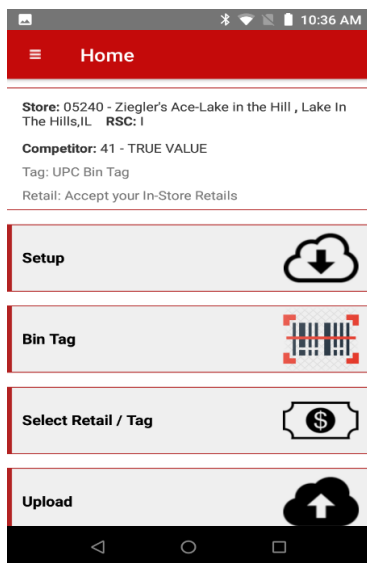 10:36 AM
Home
Store: 05240 - Ziegler's Ace-Lake in the Hill , Lake In
The Hills,IL RSC: I
Competitor: 41 - TRUE VALUE
Tag: UPC Bin Tag
Retail: Accept your In-Store Retails
Setup
Bin Tag
Select Retail / Tag
$
Upload